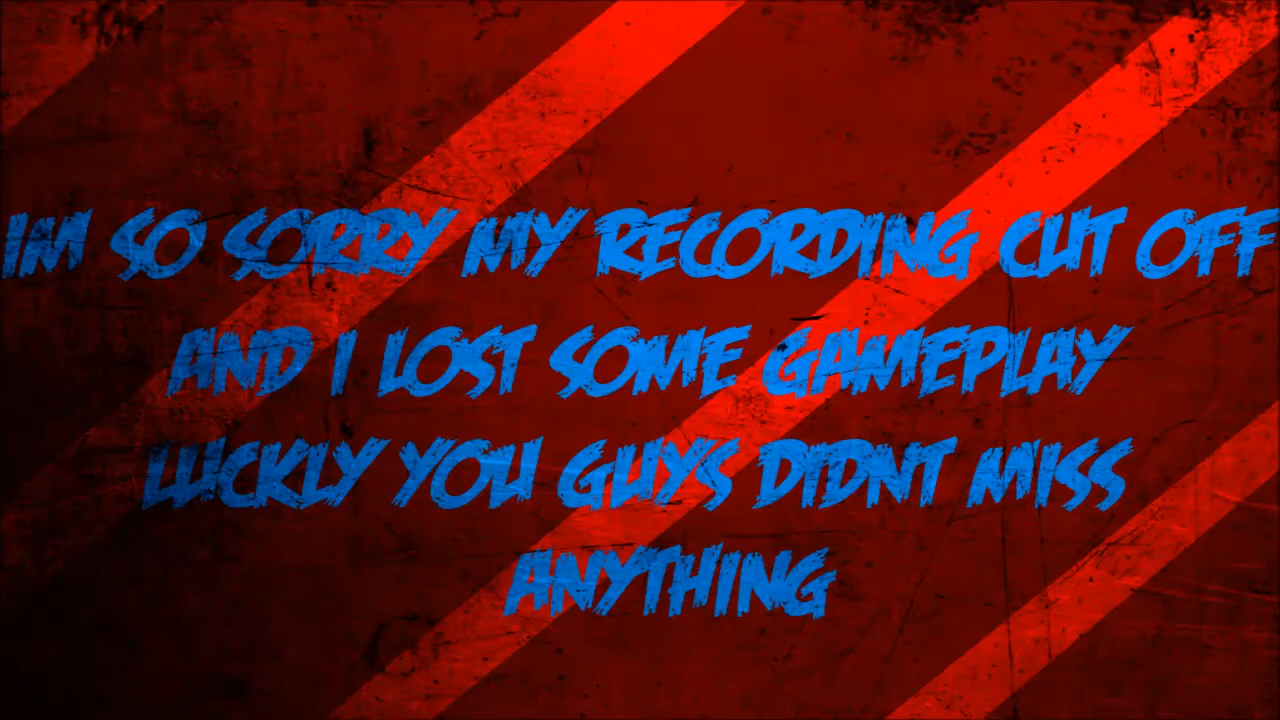 IM SO SORRY MY RECORDING CUT OFF
AND I LOST SOME GAMEPLAY
LUCKLY YOU GUYS DIDNT MISS
ANYTHING